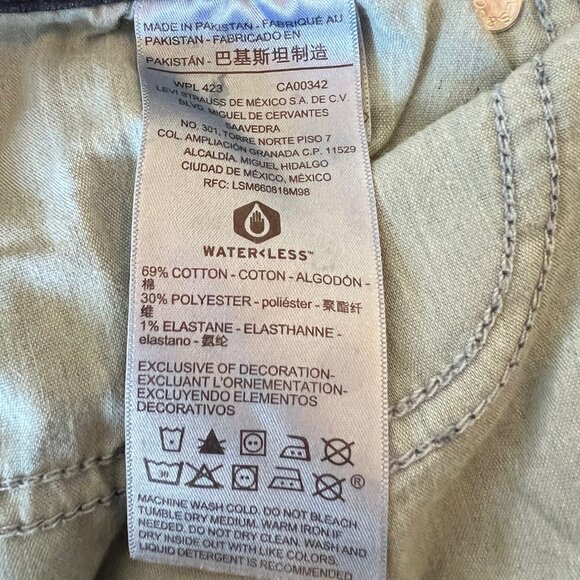 MADE IN PAKISTAN - FABRIQUÉ AU
PAKISTAN - FABRICADO EN
PAKISTÁN - 巴基斯坦制造
WPL 423 CA00342
LEVI STRAUSS DE MÉXICO S.A. DE C.V.
BLVD. MIGUEL DE CERVANTES
SAAVEDRA
NO. 301, TORRE NORTE PISO 7
COL. AMPLIACIÓN GRANADA C.P. 11529
ALCALDÍA. MIGUEL HIDALGO
CIUDAD DE MÉXICO, MÉXICO
RFC: LSM660818M98
WATER<LESS™
69% COTTON - COTON - ALGODÓN -
棉
30% POLYESTER - poliéster - 聚酯纤
维
1% ELASTANE - ELASTHANNE -
elastano - 氨纶
EXCLUSIVE OF DECORATION-
EXCLUANT L'ORNEMENTATION-
EXCLUYENDO ELEMENTOS
DECORATIVOS
®
MACHINE WASH COLD. DO NOT BLEACH
TUMBLE DRY MEDIUM. WARM IRON IF
NEEDED. DO NOT DRY CLEAN. WASH AND
DRY INSIDE OUT WITH LIKE COLORS.
LIQUID DETERGENT IS RECOMMENDED